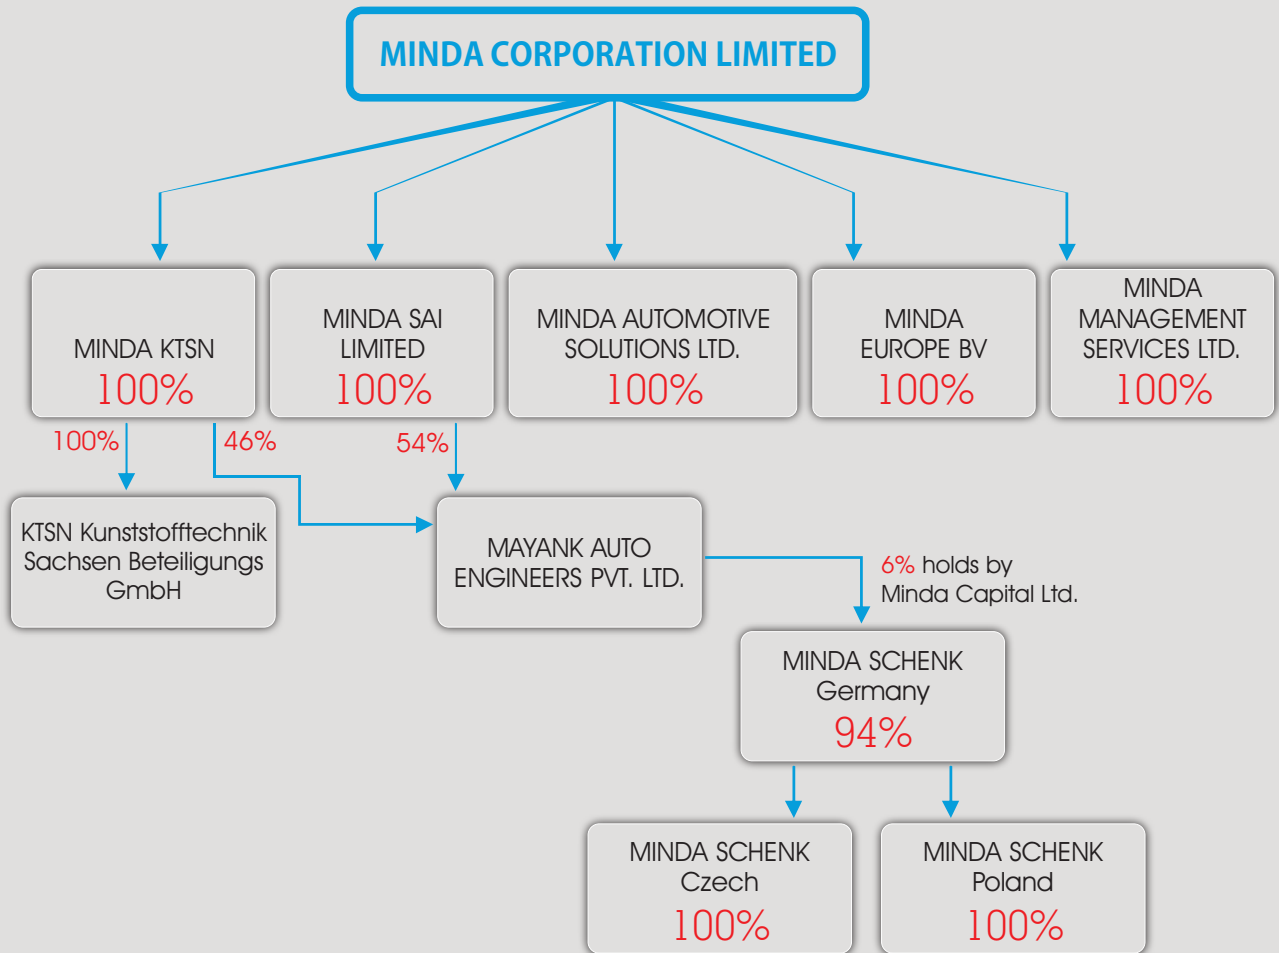 MINDA CORPORATION LIMITED
MINDA KTSN
100%
MINDA SAI
LIMITED
100%
MINDA AUTOMOTIVE
SOLUTIONS LTD.
100%
MINDA
EUROPE BV
100%
MINDA
MANAGEMENT
SERVICES LTD.
100%
100%
46%
54%
KTSN Kunststofftechnik
Sachsen Beteiligungs
GmbH
MAYANK AUTO
ENGINEERS PVT. LTD.
6% holds by
Minda Capital Ltd.
MINDA SCHENK
Germany
94%
MINDA SCHENK
Czech
100%
MINDA SCHENK
Poland
100%